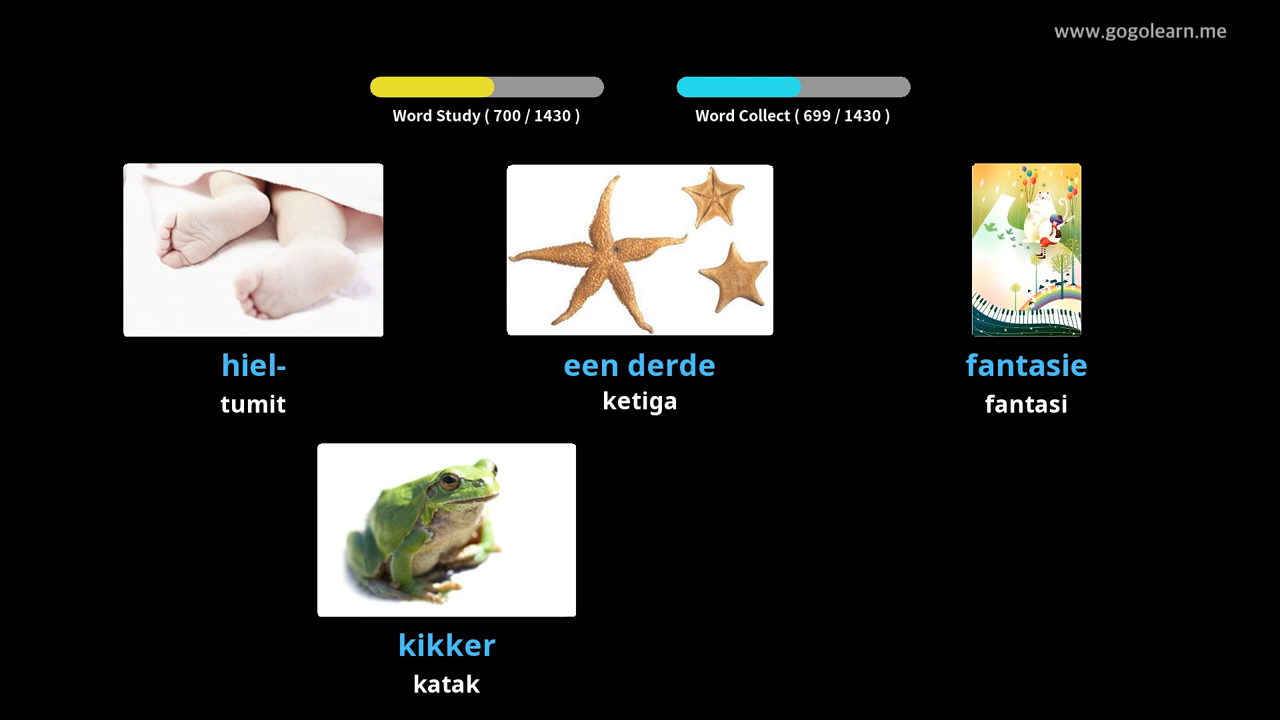 www.gogolearn.me
Word Study ( 700 / 1430 )
Word Collect ( 699 / 1430 )
hiel-
tumit
een derde
ketiga
fantasie
fantasi
kikker
katak